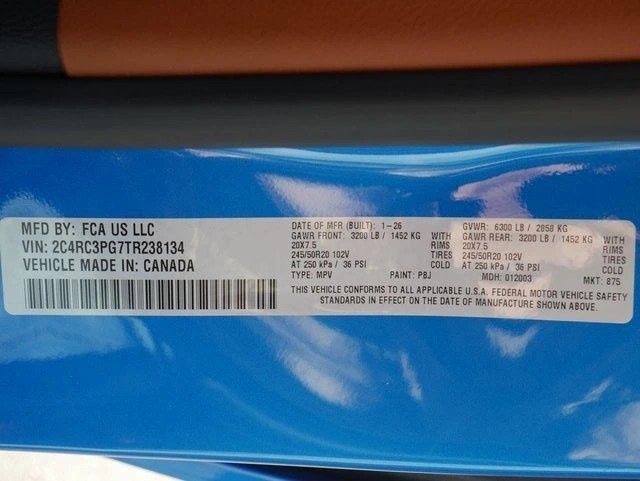 MFD BY: FCA US LLC
VIN: 2C4RC3PG7TR238134
VEHICLE MADE IN: CANADA
DATE OF MFR (BUILT): 1-26
GAWR FRONT: 3200 LB / 1452 KG WITH
20X7.5 RIMS
245/50R20 102V TIRES
AT 250 kPa / 36 PSI COLD
TYPE: MPV PAINT: PBJ
GVWR: 6300 LB / 2858 KG
GAWR REAR: 3200 LB / 1452 KG WITH
20X7.5 RIMS
245/50R20 102V TIRES
AT 250 kPa / 36 PSI COLD
MDH: 012003 MKT: 875
THIS VEHICLE CONFORMS TO ALL APPLICABLE U.S.A. FEDERAL MOTOR VEHICLE SAFETY
STANDARDS IN EFFECT ON THE DATE OF MANUFACTURE SHOWN ABOVE.